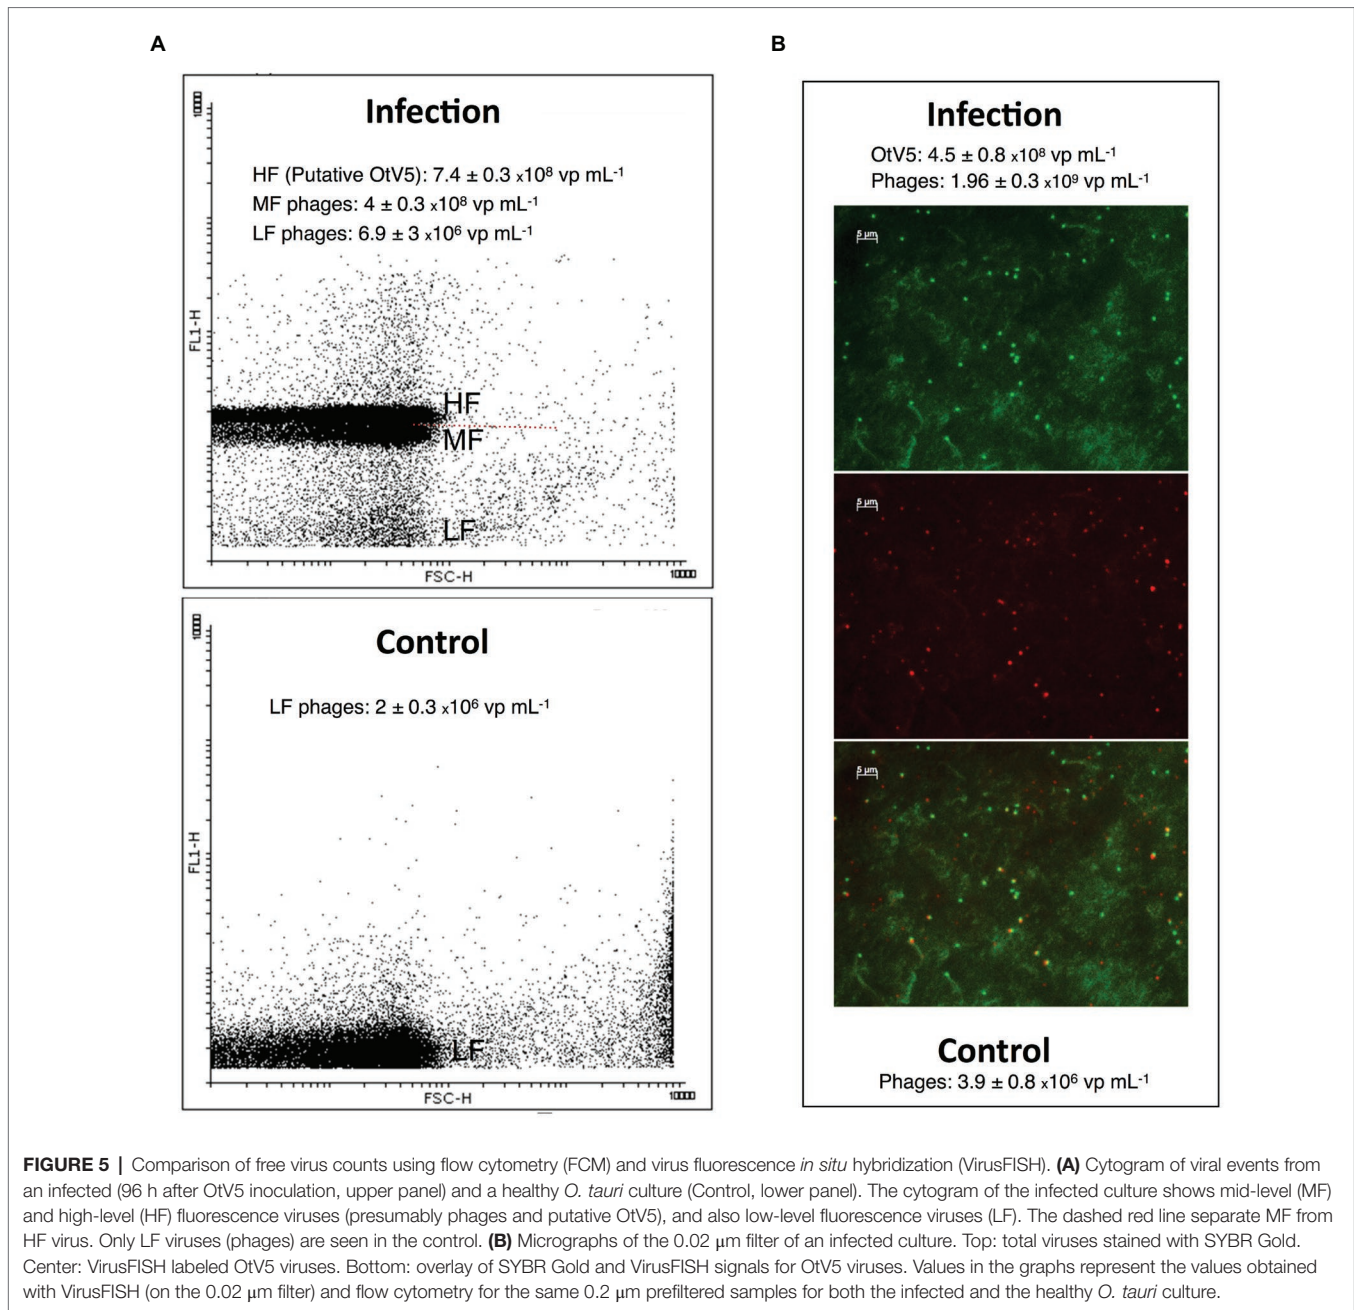 A
Infection
HF (Putative OtV5): 7.4 ± 0.3 x10⁸ vp mL⁻¹
MF phages: 4 ± 0.3 x10⁸ vp mL⁻¹
LF phages: 6.9 ± 3 x10⁶ vp mL⁻¹
FL1-H
HF
MF
LF
FSC-H
10000
Control
LF phages: 2 ± 0.3 x10⁶ vp mL⁻¹
FL1-H
LF
FSC-H
10000
B
Infection
OtV5: 4.5 ± 0.8 x10⁸ vp mL⁻¹
Phages: 1.96 ± 0.3 x10⁹ vp mL⁻¹
5 µm
5 µm
5 µm
Control
Phages: 3.9 ± 0.8 x10⁶ vp mL⁻¹
FIGURE 5 | Comparison of free virus counts using flow cytometry (FCM) and virus fluorescence in situ hybridization (VirusFISH). (A) Cytogram of viral events from
an infected (96 h after OtV5 inoculation, upper panel) and a healthy O. tauri culture (Control, lower panel). The cytogram of the infected culture shows mid-level (MF)
and high-level (HF) fluorescence viruses (presumably phages and putative OtV5), and also low-level fluorescence viruses (LF). The dashed red line separate MF from
HF virus. Only LF viruses (phages) are seen in the control. (B) Micrographs of the 0.02 µm filter of an infected culture. Top: total viruses stained with SYBR Gold.
Center: VirusFISH labeled OtV5 viruses. Bottom: overlay of SYBR Gold and VirusFISH signals for OtV5 viruses. Values in the graphs represent the values obtained
with VirusFISH (on the 0.02 µm filter) and flow cytometry for the same 0.2 µm prefiltered samples for both the infected and the healthy O. tauri culture.